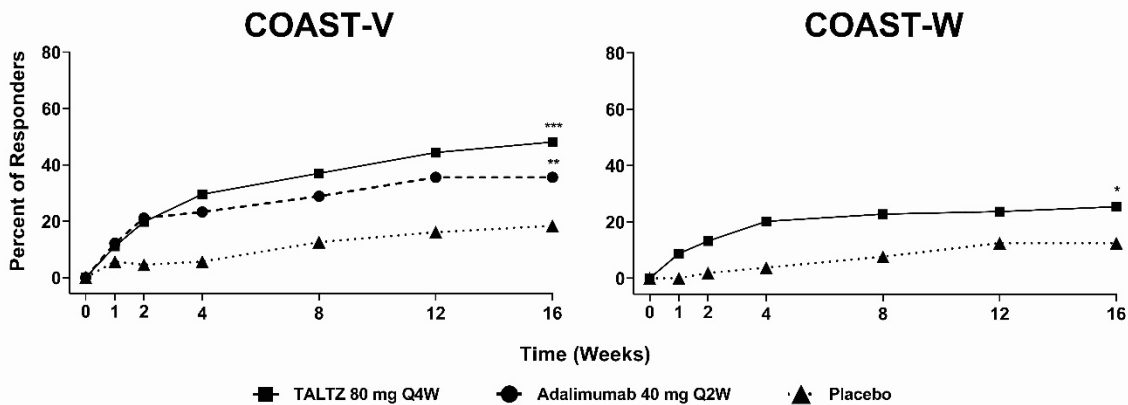 COAST-V
COAST-W
Percent of Responders
80
60
40
20
0
***
**
0 1 2 4 8 12 16
80
60
40
20
0
*
0 1 2 4 8 12 16
Time (Weeks)
TALTZ 80 mg Q4W Adalimumab 40 mg Q2W Placebo